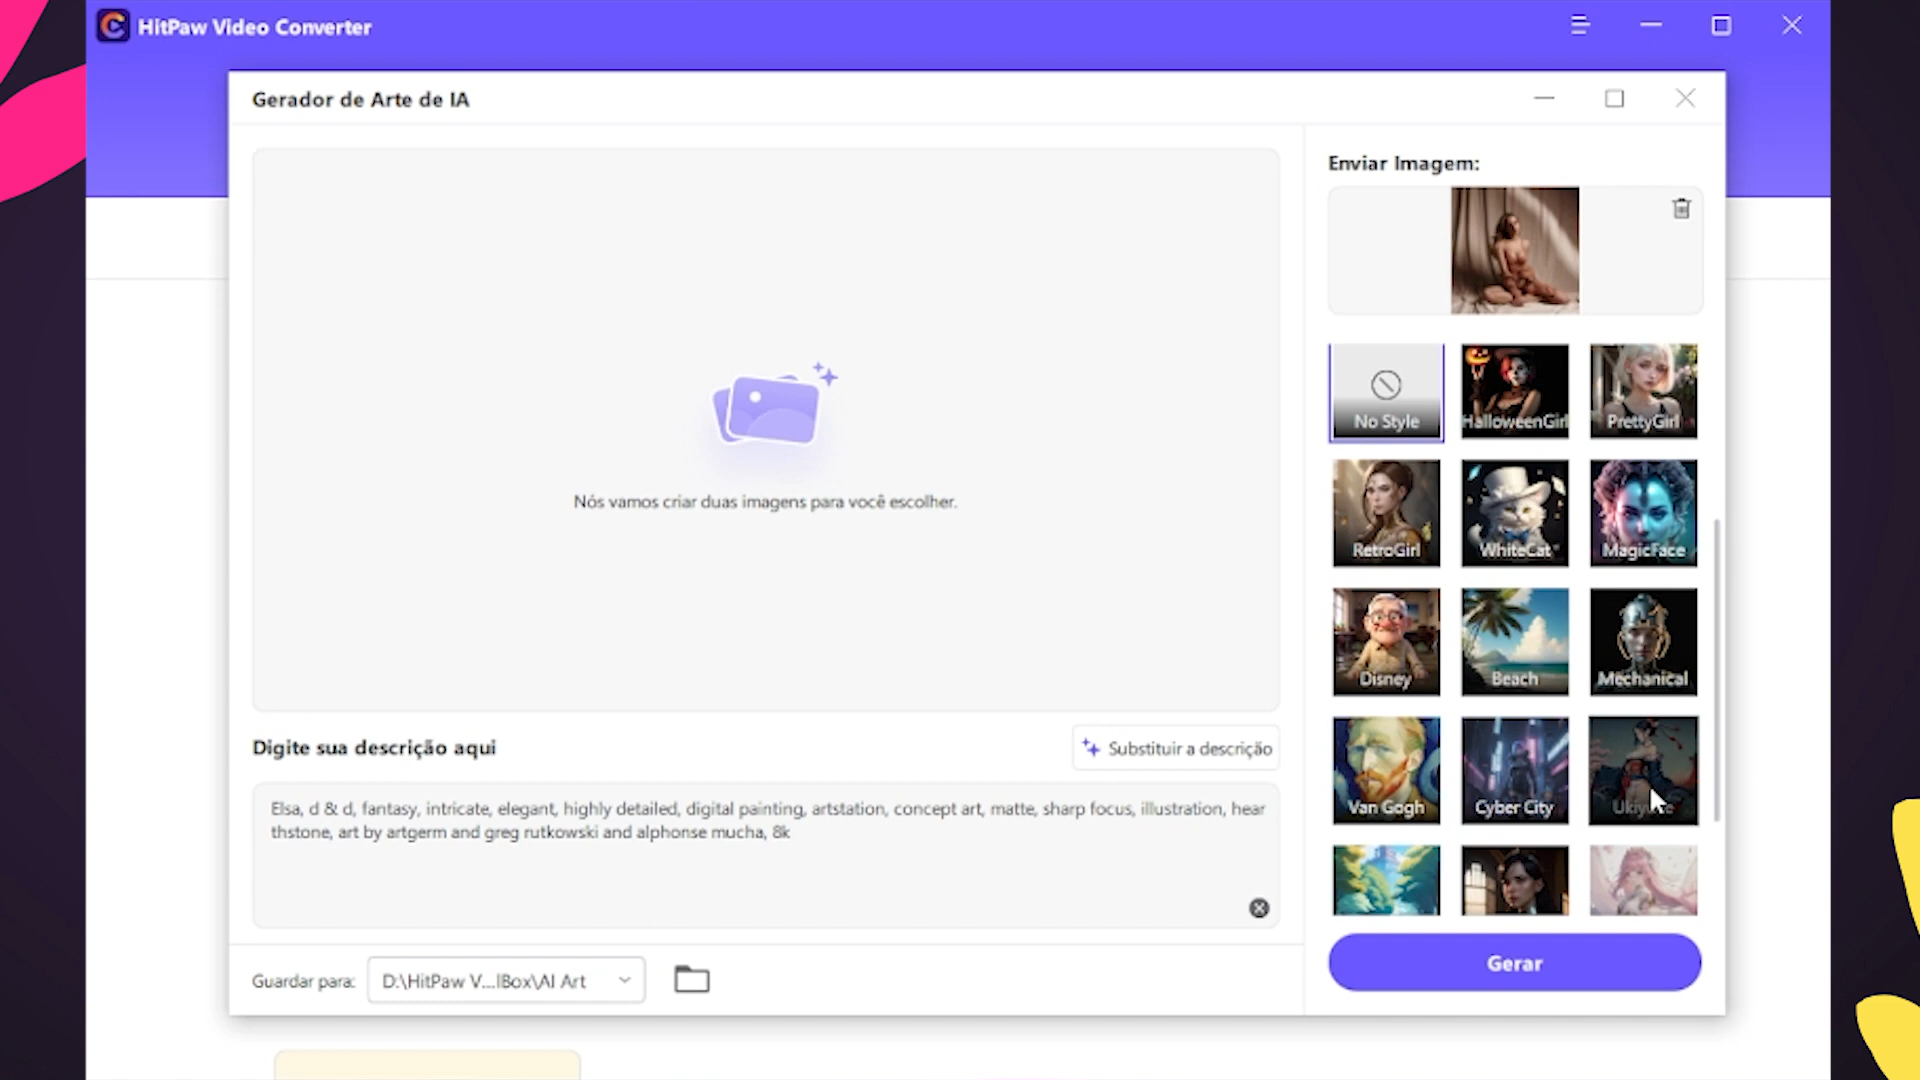 HitPaw Video Converter
Gerador de Arte de IA
Enviar Imagem:
No Style
HalloweenGirl
PrettyGirl
RetroGirl
WhiteCat
MagicFace
Disney
Beach
Mechanical
Van Gogh
Cyber City
Nós vamos criar duas imagens para você escolher.
Digite sua descrição aqui
Substituir a descrição
Elsa, d & d, fantasy, intricate, elegant, highly detailed, digital painting, artstation, concept art, matte, sharp focus, illustration, hear
thstone, art by artgerm and greg rutkowski and alphonse mucha, 8k
Guardar para:
D:\HitPaw V...IBox\AI Art
Gerar